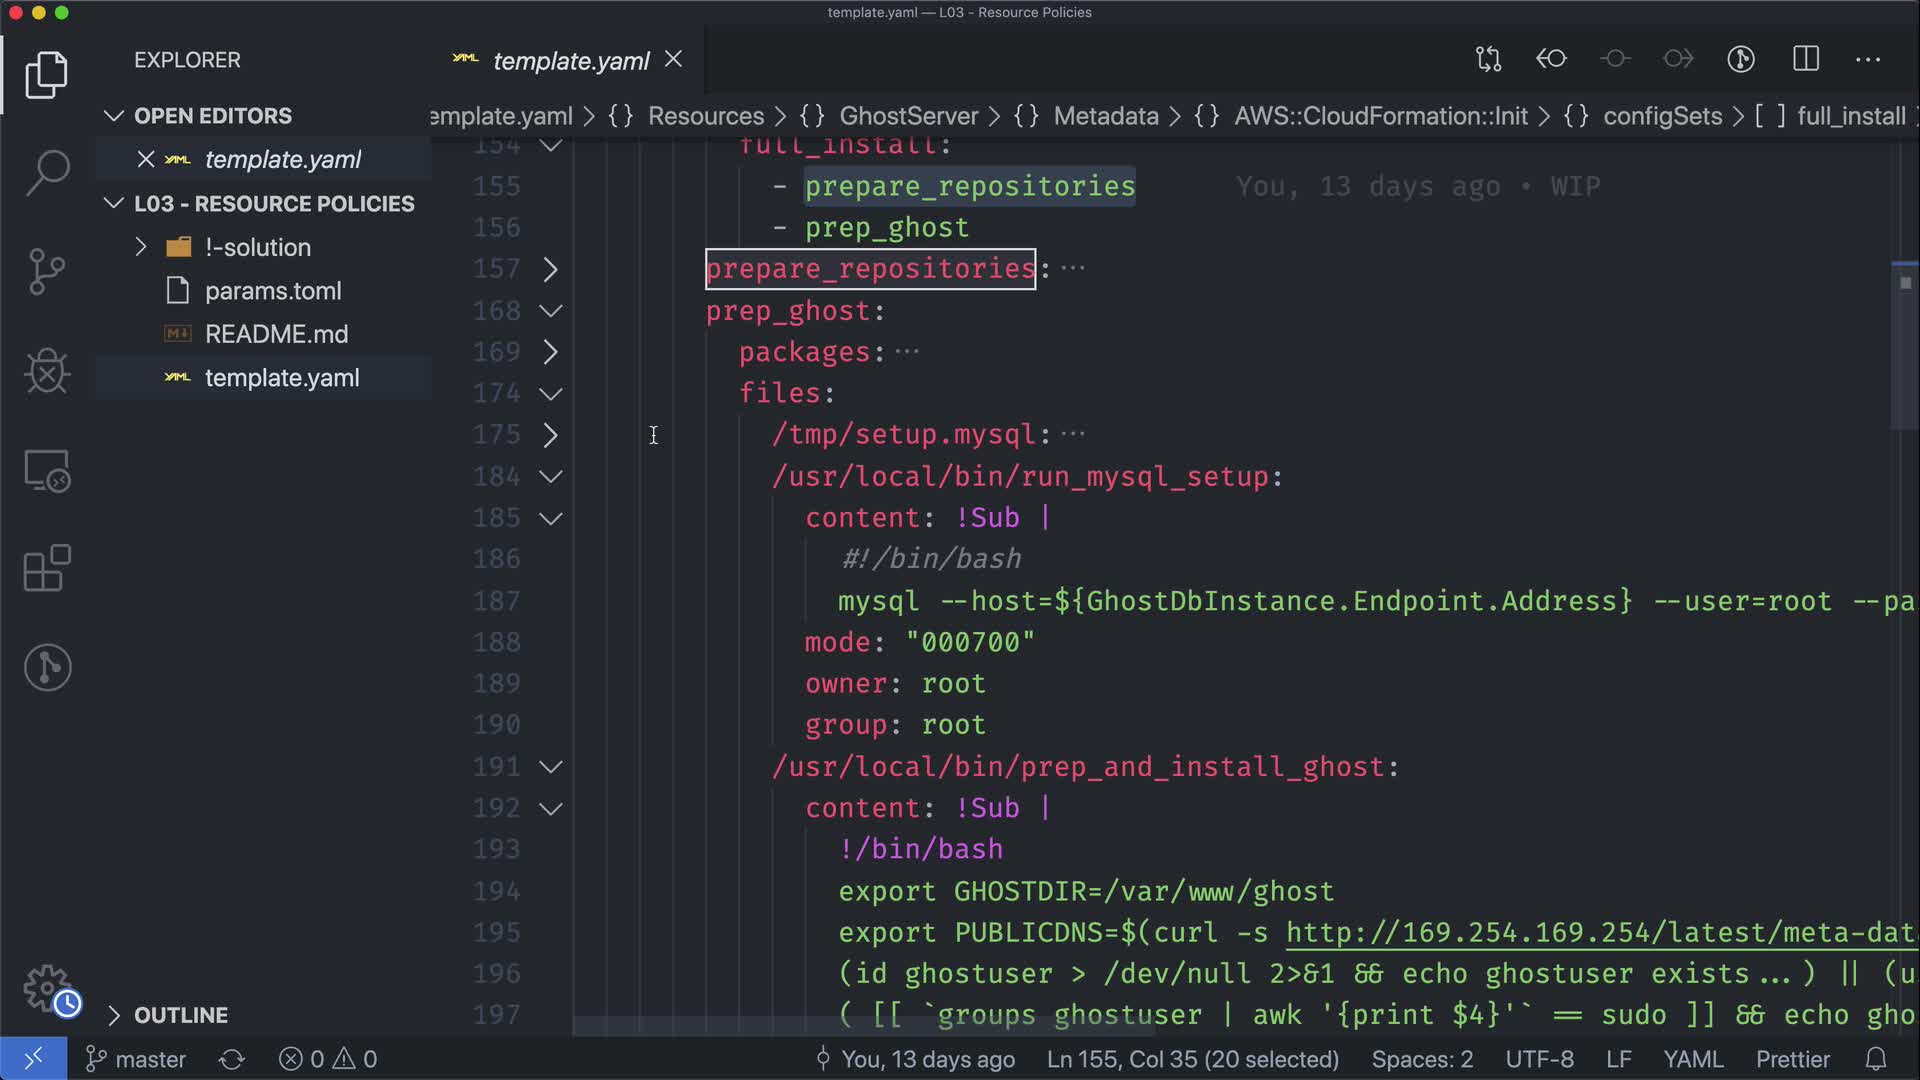 template.yaml — L03 - Resource Policies
EXPLORER
template.yaml
OPEN EDITORS
template.yaml
L03 - RESOURCE POLICIES
!-solution
params.toml
README.md
template.yaml
OUTLINE
emplate.yaml > {} Resources > {} GhostServer > {} Metadata > {} AWS::CloudFormation::Init > {} configSets > [ ] full_install
154 full_install:
155 - prepare_repositories You, 13 days ago • WIP
156 - prep_ghost
157 prepare_repositories: ...
168 prep_ghost:
169 packages: ...
174 files:
175 /tmp/setup.mysql: ...
184 /usr/local/bin/run_mysql_setup:
185 content: !Sub |
186 #!/bin/bash
187 mysql --host=${GhostDbInstance.Endpoint.Address} --user=root --pa
188 mode: "000700"
189 owner: root
190 group: root
191 /usr/local/bin/prep_and_install_ghost:
192 content: !Sub |
193 !/bin/bash
194 export GHOSTDIR=/var/www/ghost
195 export PUBLICDNS=$(curl -s http://169.254.169.254/latest/meta-dat
196 (id ghostuser > /dev/null 2>&1 && echo ghostuser exists...) || (u
197 ( [[ `groups ghostuser | awk '{print $4}'` == sudo ]] && echo gho
master 0 0 You, 13 days ago Ln 155, Col 35 (20 selected) Spaces: 2 UTF-8 LF YAML Prettier